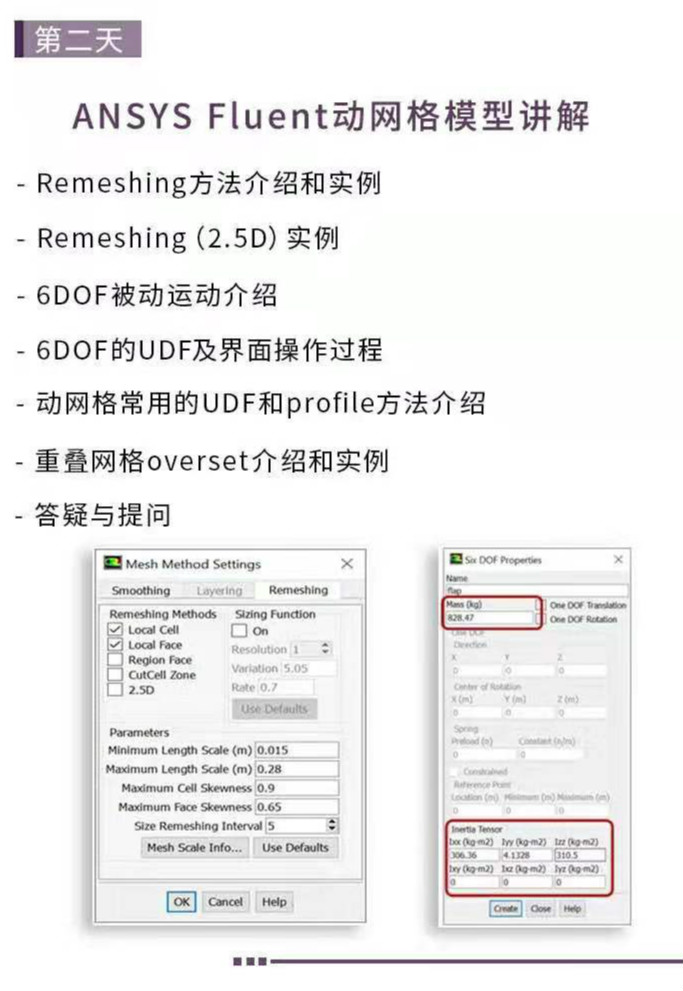 第二天
ANSYS Fluent动网格模型讲解
- Remeshing方法介绍和实例
- Remeshing（2.5D）实例
- 6DOF被动运动介绍
- 6DOF的UDF及界面操作过程
- 动网格常用的UDF和profile方法介绍
- 重叠网格overset介绍和实例
- 答疑与提问
Mesh Method Settings
Smoothing Layering Remeshing
Remeshing Methods Sizing Function
Local Cell On
Local Face Resolution 1
Region Face Variation 5.05
CutCell Zone Rate 0.7
2.5D Use Defaults
Parameters
Minimum Length Scale (m) 0.015
Maximum Length Scale (m) 0.28
Maximum Cell Skewness 0.9
Maximum Face Skewness 0.65
Size Remeshing Interval 5
Mesh Scale Info... Use Defaults
OK Cancel Help
Six DOF Properties
Name
flap
Mass (kg) One DOF Translation
828.47 One DOF Rotation
One DOF
Direction
X Y Z
0 0 0
Center of Rotation
X (m) Y (m) Z (m)
0 0 0
Spring
Preload (n) Constant (n/m)
0 0
Constrained
Reference Point
Location (m) Minimum (m) Maximum (m)
0 0 0
Inertia Tensor
Ixx (kg-m2) Iyy (kg-m2) Izz (kg-m2)
306.36 4.1328 310.5
Ixy (kg-m2) Ixz (kg-m2) Iyz (kg-m2)
0 0 0
Create Close Help